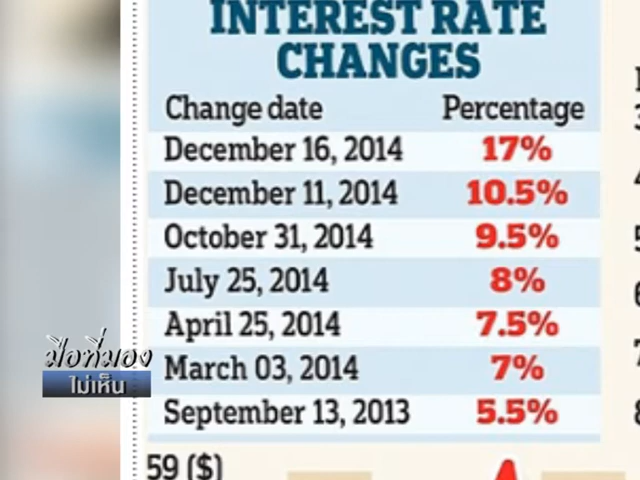 INTEREST RATE
CHANGES
Change date Percentage
December 16, 2014 17%
December 11, 2014 10.5%
October 31, 2014 9.5%
July 25, 2014 8%
April 25, 2014 7.5%
March 03, 2014 7%
September 13, 2013 5.5%
มือที่มอง
ไม่เห็น
59 ($)